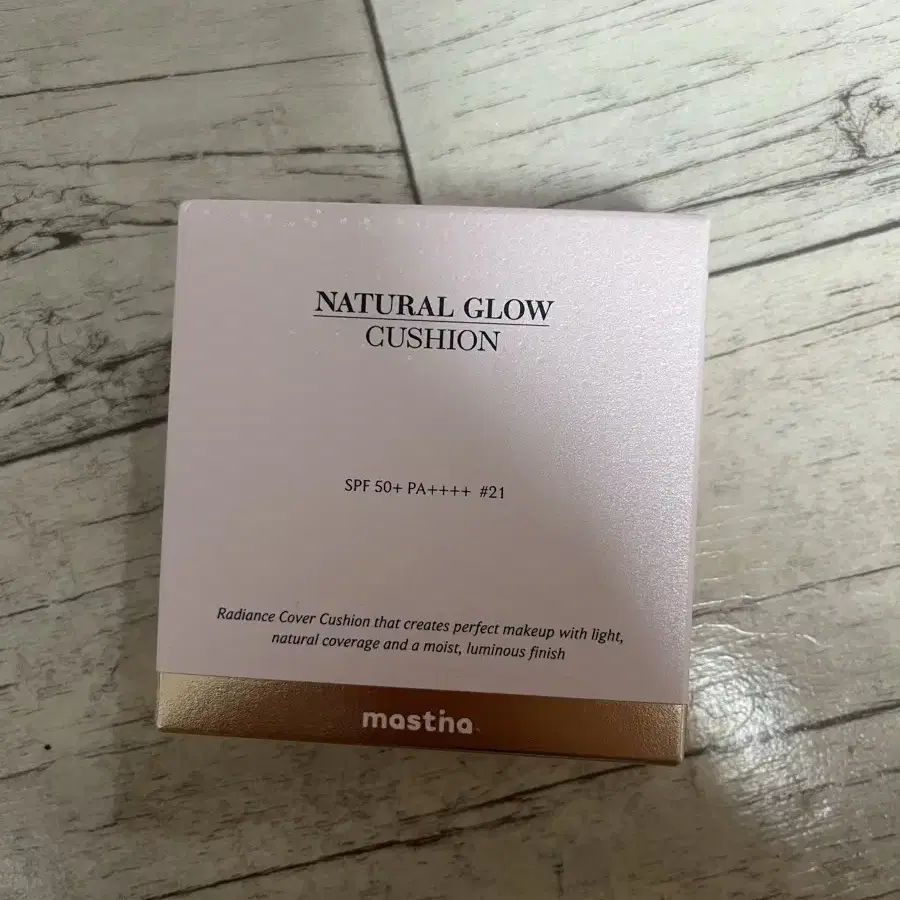 NATURAL GLOW
CUSHION
SPF 50+ PA++++ #21
Radiance Cover Cushion that creates perfect makeup with light,
natural coverage and a moist, luminous finish
mastina